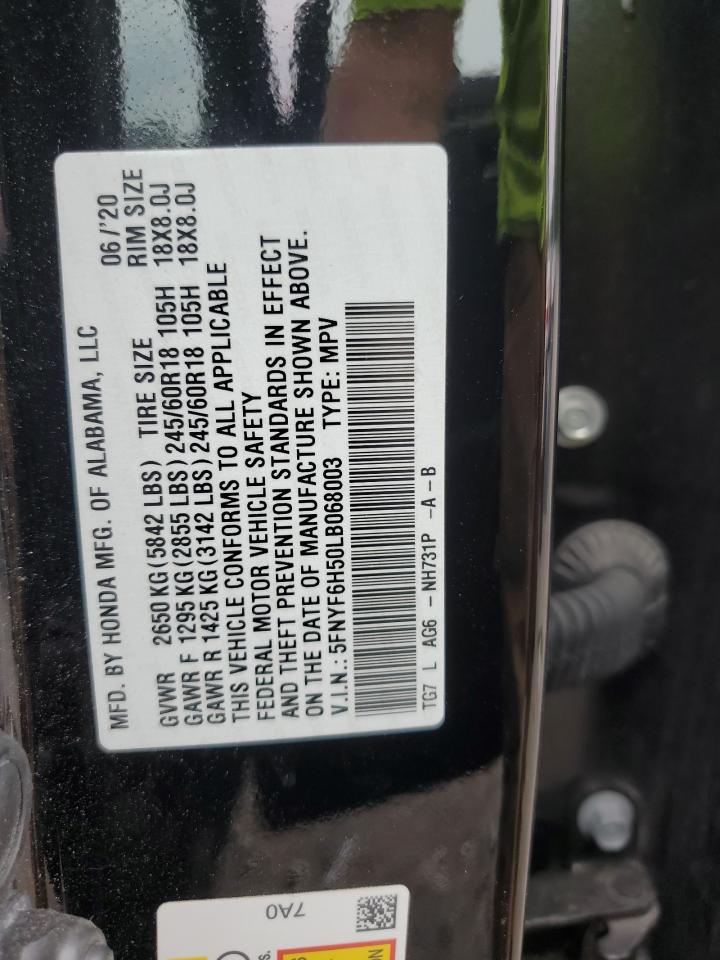 MFD. BY HONDA MFG. OF ALABAMA, LLC 06/'20
GVWR 2650 KG (5842 LBS) TIRE SIZE RIM SIZE
GAWR F 1295 KG (2855 LBS) 245/60R18 105H 18X8.0J
GAWR R 1425 KG (3142 LBS) 245/60R18 105H 18X8.0J
THIS VEHICLE CONFORMS TO ALL APPLICABLE
FEDERAL MOTOR VEHICLE SAFETY
AND THEFT PREVENTION STANDARDS IN EFFECT
ON THE DATE OF MANUFACTURE SHOWN ABOVE.
V.I.N.: 5FNYF6H50LB068003 TYPE: MPV
TG7 L AG6 - NH731P -A-B
7A0